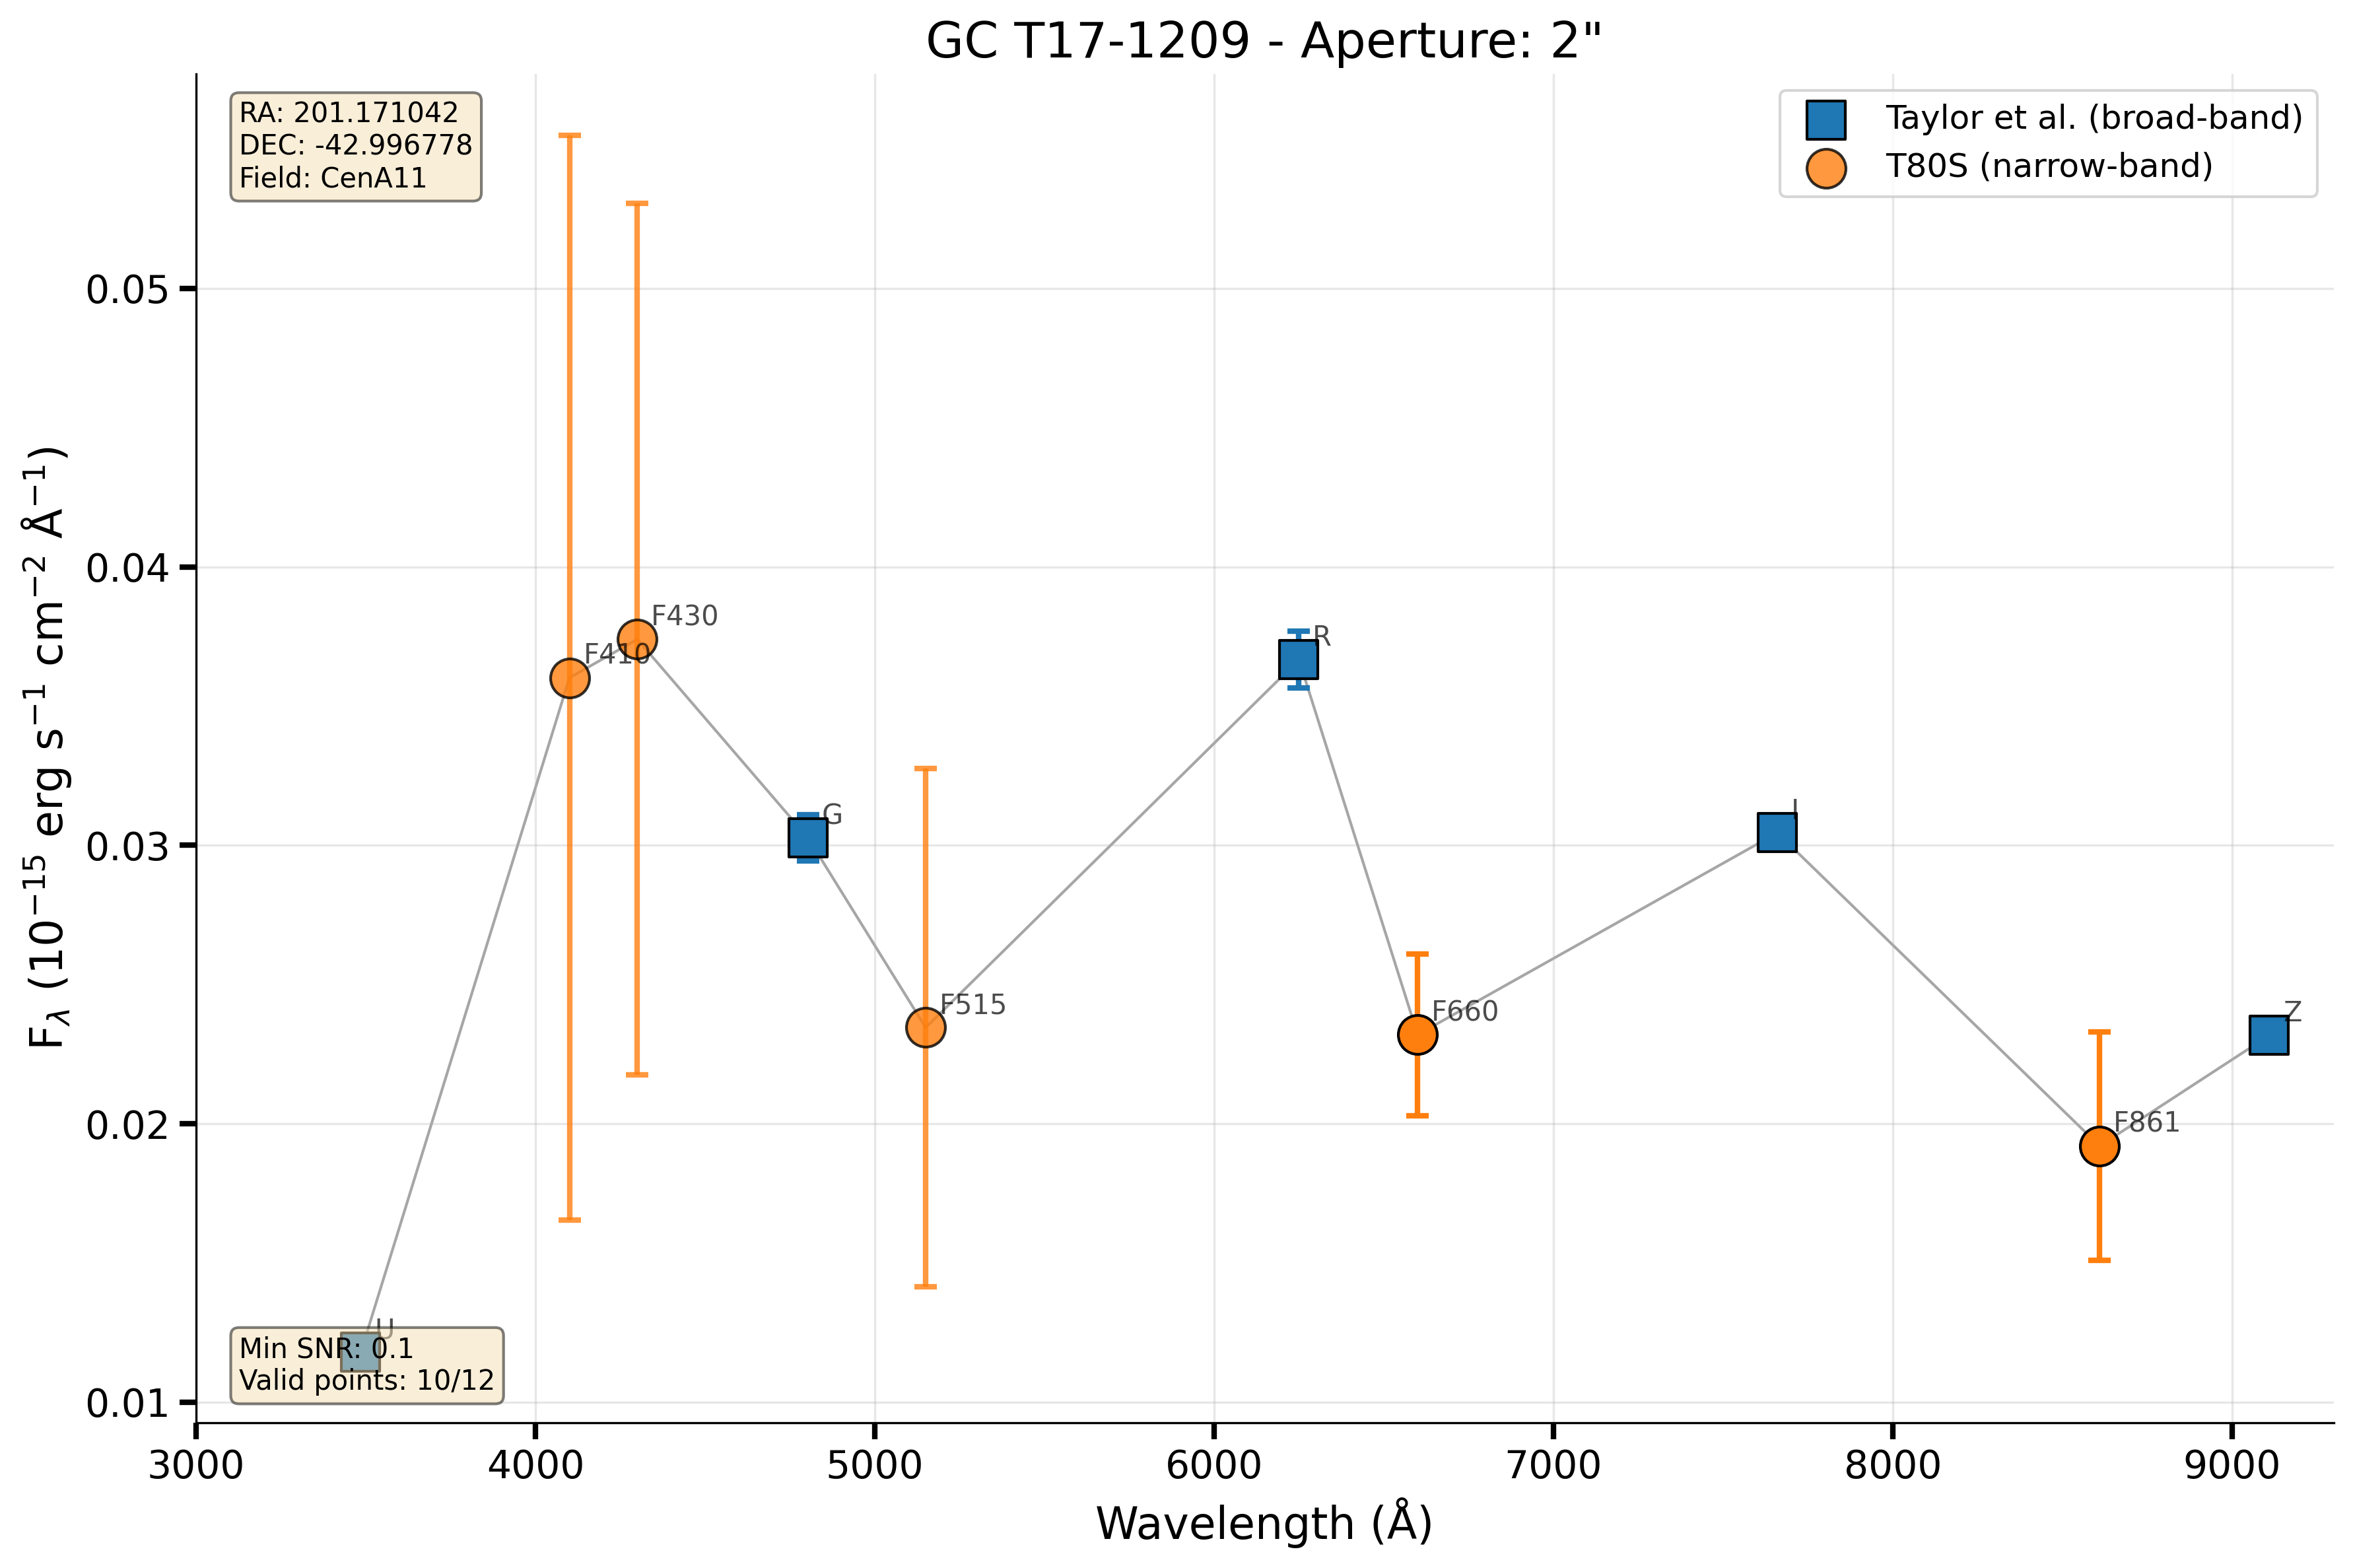 GC T17-1209 - Aperture: 2"
RA: 201.171042
DEC: -42.996778
Field: CenA11
Taylor et al. (broad-band)
T80S (narrow-band)
F$_\lambda$ (10$^{-15}$ erg s$^{-1}$ cm$^{-2}$ Å$^{-1}$)
0.05
0.04
0.03
0.02
0.01
F430
F410
R
G
I
F515
F660
Z
F861
U
Min SNR: 0.1
Valid points: 10/12
3000 4000 5000 6000 7000 8000 9000
Wavelength (Å)